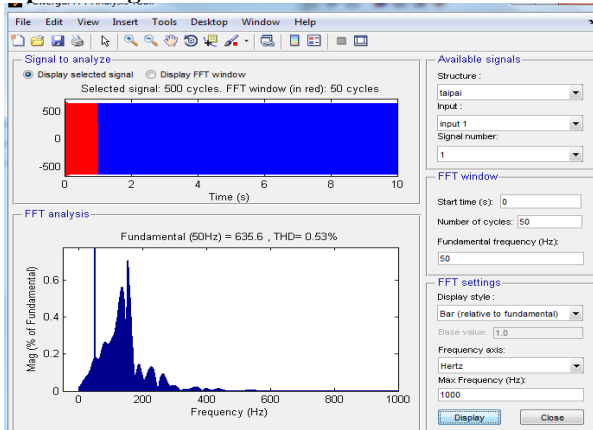 File Edit View Insert Tools Desktop Window Help
Signal to analyze
Display selected signal Display FFT window
Selected signal: 500 cycles. FFT window (in red): 50 cycles
500
0
-500
0 2 4 6 8 10
Time (s)
FFT analysis
Fundamental (50Hz) = 635.6 , THD= 0.53%
Mag (% of Fundamental)
0.6
0.4
0.2
0
0 200 400 600 800 1000
Frequency (Hz)
Available signals
Structure :
taipai
Input :
input 1
Signal number:
1
FFT window
Start time (s): 0
Number of cycles: 50
Fundamental frequency (Hz):
50
FFT settings
Display style :
Bar (relative to fundamental)
Base value: 1.0
Frequency axis:
Hertz
Max Frequency (Hz):
1000
Display Close